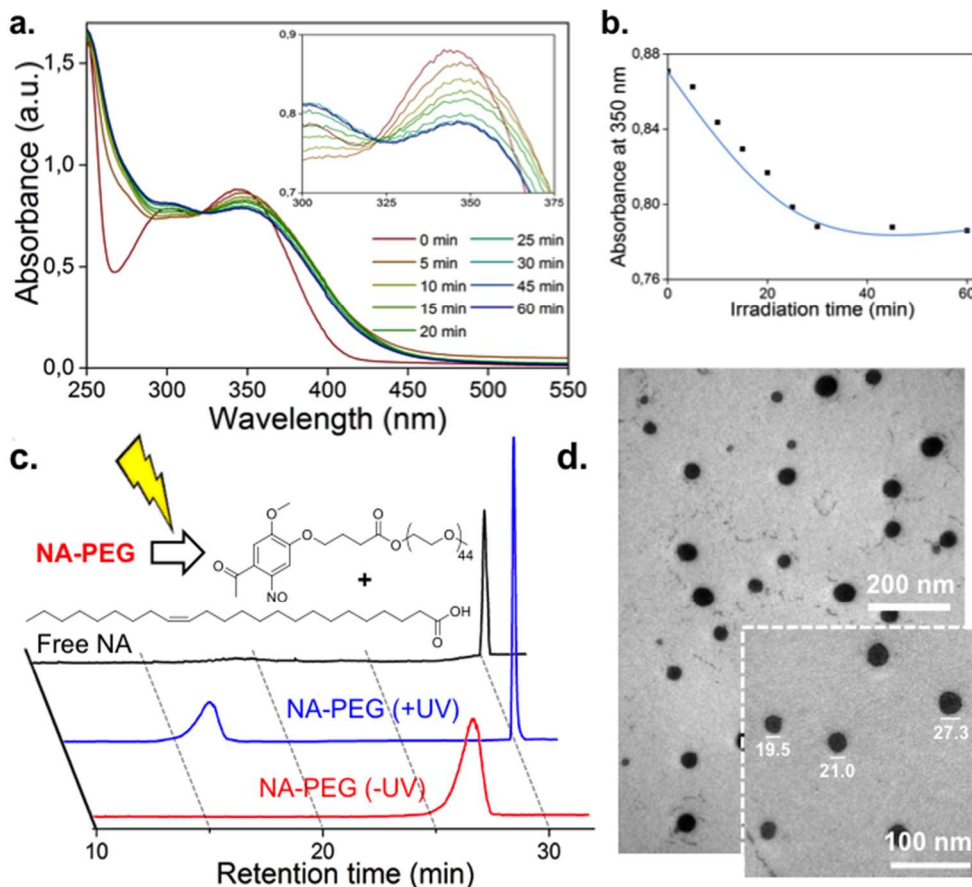 a.
Absorbance (a.u.)
1,5
1,0
0,5
0,0
250 300 350 400 450 500 550
Wavelength (nm)
0,9
0,8
0,7
300 325 350 375
0 min 25 min
5 min 30 min
10 min 45 min
15 min 60 min
20 min
b.
Absorbance at 350 nm
0,88
0,84
0,80
0,76
0 20 40 60
Irradiation time (min)
c.
NA-PEG
O
O
O
O
O
44
O
NO
+
OH
O
Free NA
NA-PEG (+UV)
NA-PEG (-UV)
10 20 30
Retention time (min)
d.
200 nm
19.5
21.0
27.3
100 nm